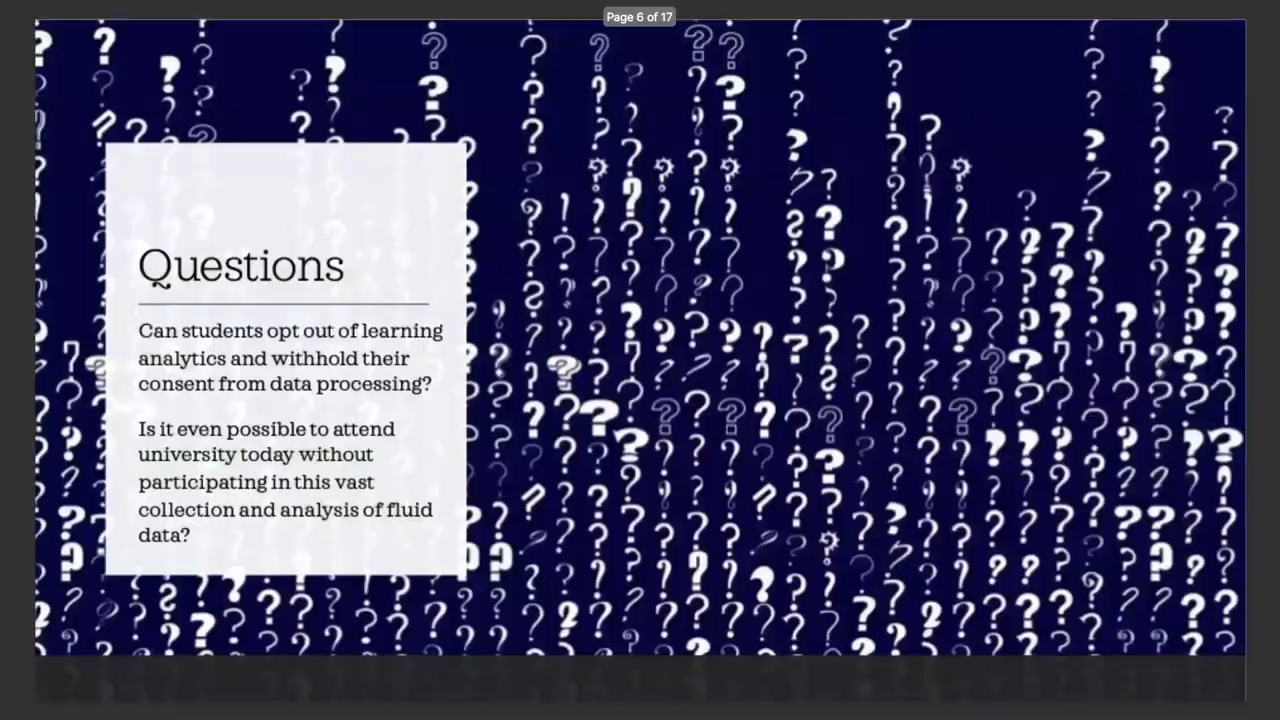 Page 6 of 17
Questions
Can students opt out of learning
analytics and withhold their
consent from data processing?
Is it even possible to attend
university today without
participating in this vast
collection and analysis of fluid
data?